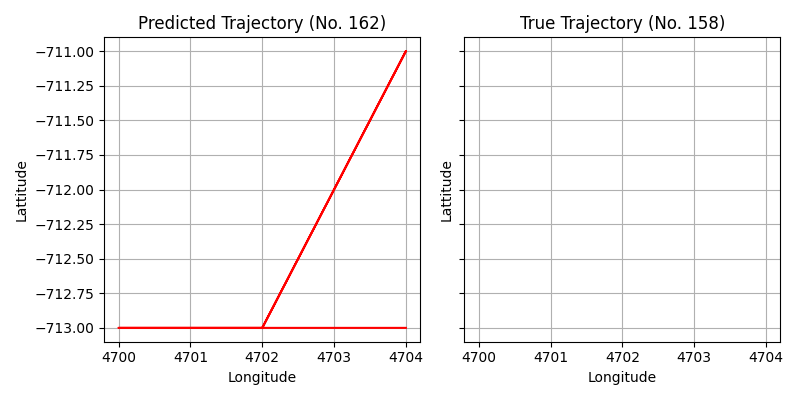 Predicted Trajectory (No. 162)
True Trajectory (No. 158)
Lattitude
−711.00
−711.25
−711.50
−711.75
−712.00
−712.25
−712.50
−712.75
−713.00
4700 4701 4702 4703 4704
Longitude
Lattitude
4700 4701 4702 4703 4704
Longitude